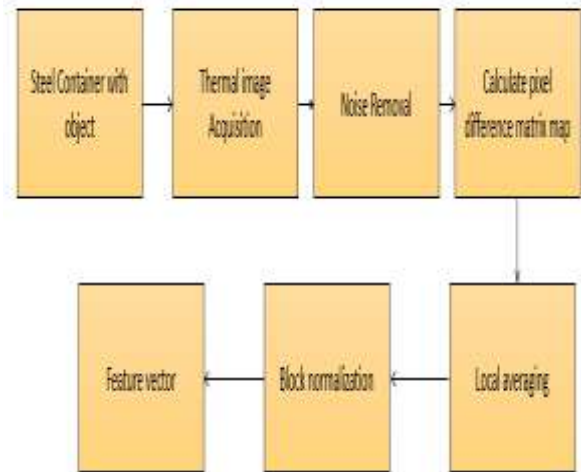 Steel Container with
object
Thermal image
Acquisition
Noise Removal
Calculate pixel
difference matrix map
Local averaging
Block normalization
Feature vector